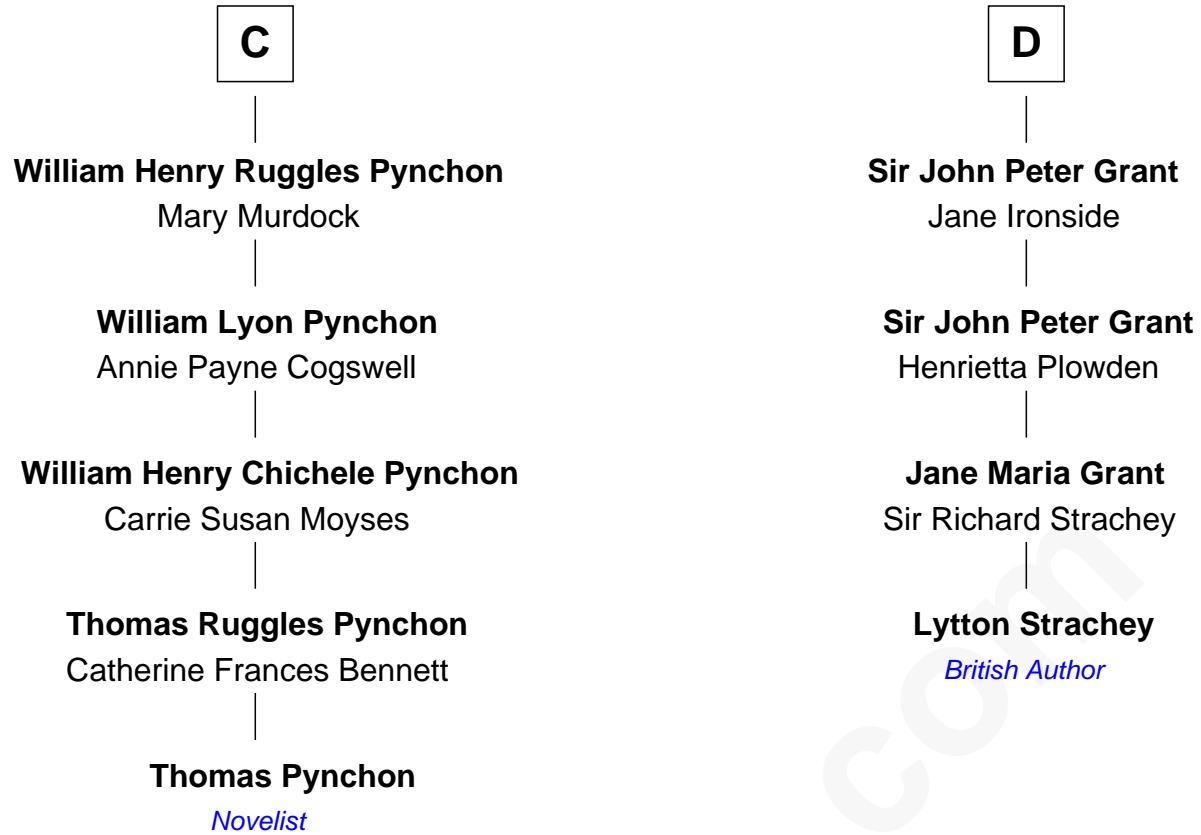 C
William Henry Ruggles Pynchon
Mary Murdock
William Lyon Pynchon
Annie Payne Cogswell
William Henry Chichele Pynchon
Carrie Susan Moyses
Thomas Ruggles Pynchon
Catherine Frances Bennett
Thomas Pynchon
Novelist
D
Sir John Peter Grant
Jane Ironside
Sir John Peter Grant
Henrietta Plowden
Jane Maria Grant
Sir Richard Strachey
Lytton Strachey
British Author
com